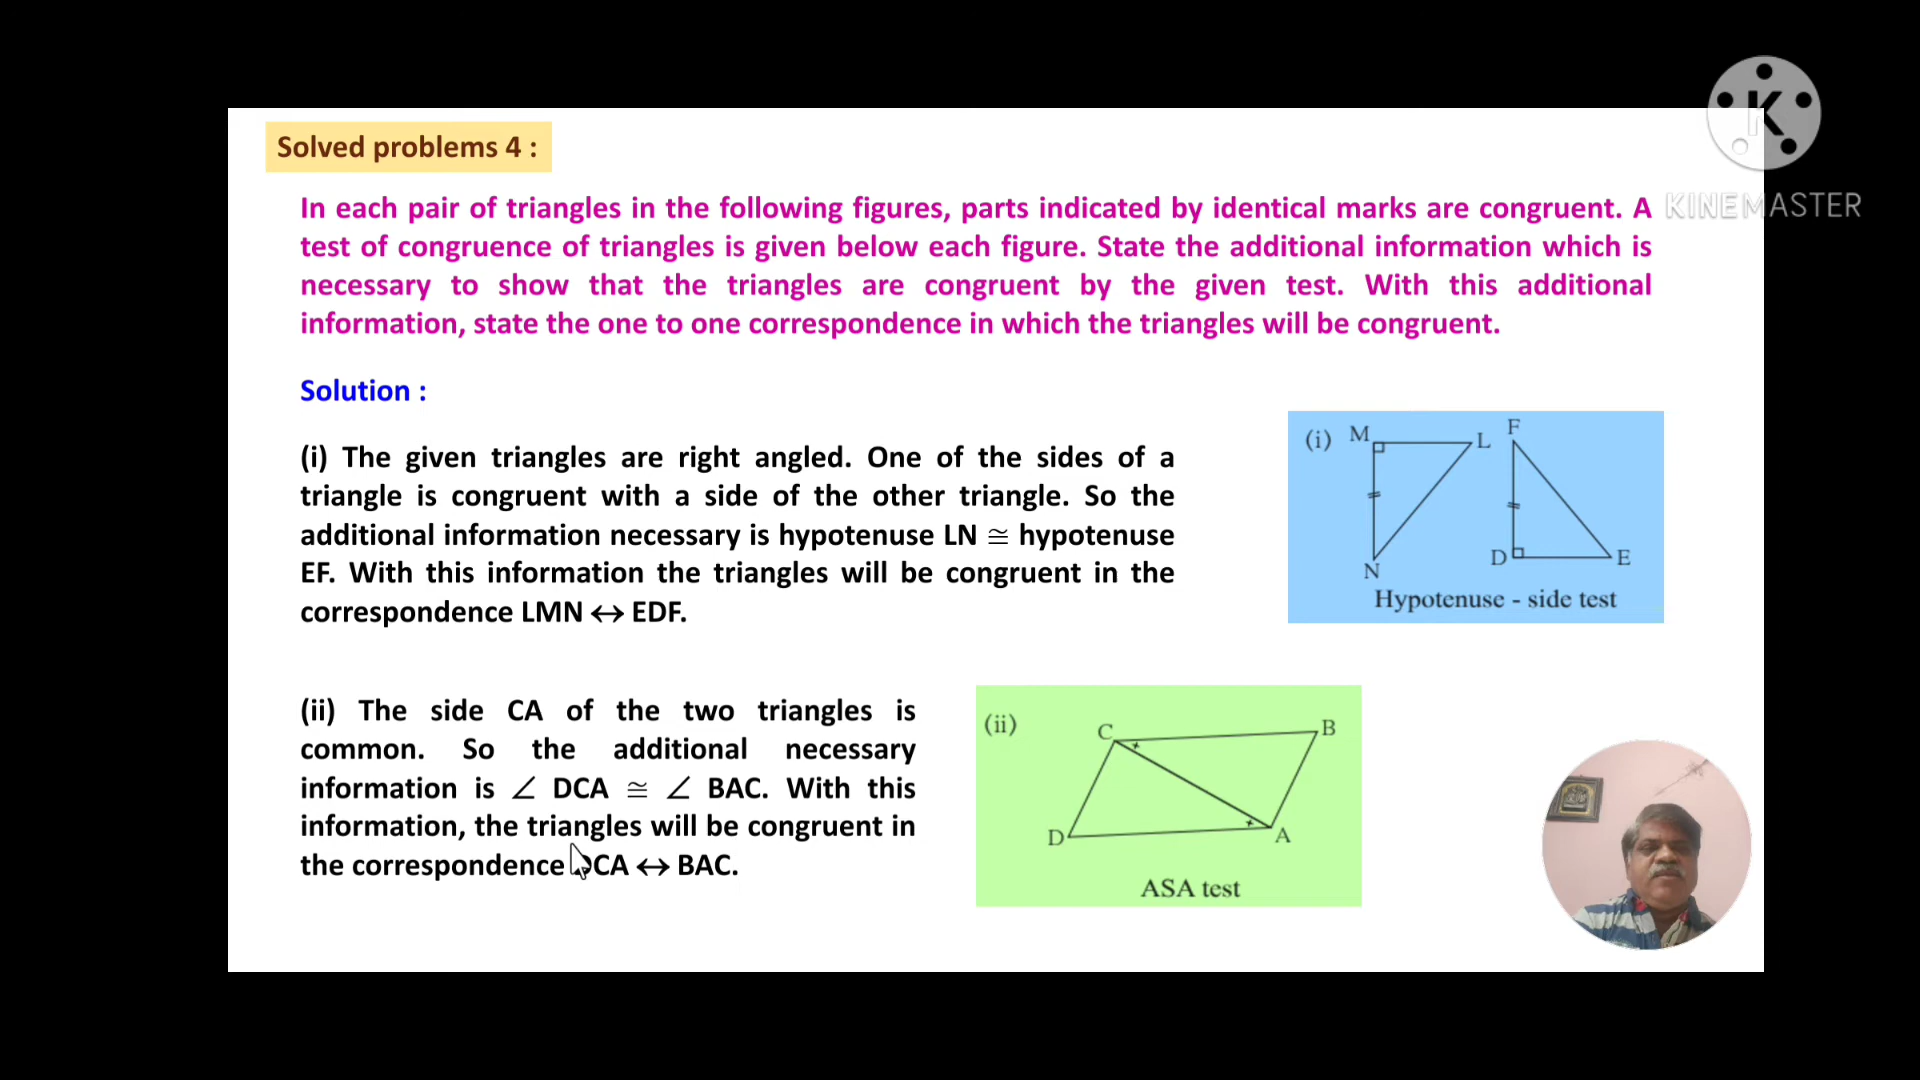 Solved problems 4 :
In each pair of triangles in the following figures, parts indicated by identical marks are congruent. A
test of congruence of triangles is given below each figure. State the additional information which is
necessary to show that the triangles are congruent by the given test. With this additional
information, state the one to one correspondence in which the triangles will be congruent.
KINEMASTER
K
Solution :
(i) The given triangles are right angled. One of the sides of a
triangle is congruent with a side of the other triangle. So the
additional information necessary is hypotenuse LN ≅ hypotenuse
EF. With this information the triangles will be congruent in the
correspondence LMN ↔ EDF.
(i) M L F
D E
N
Hypotenuse - side test
(ii) The side CA of the two triangles is
common. So the additional necessary
information is ∠ DCA ≅ ∠ BAC. With this
information, the triangles will be congruent in
the correspondence DCA ↔ BAC.
(ii) C B
D A
ASA test